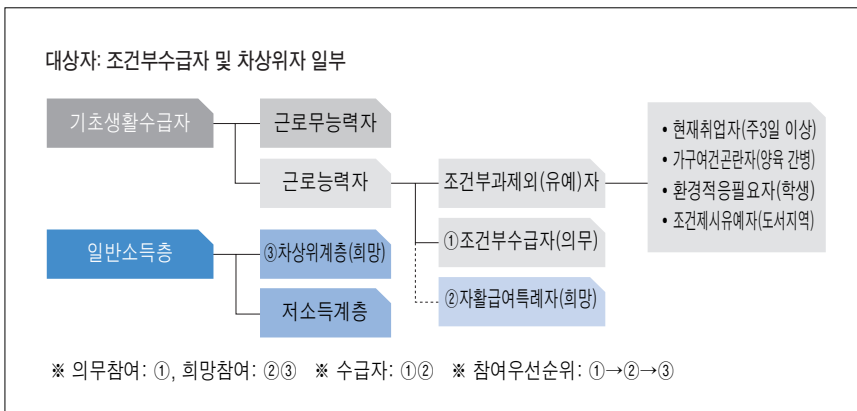 대상자: 조건부수급자 및 차상위자 일부
기초생활수급자
근로무능력자
근로능력자
조건부과제외(유예)자
• 현재취업자(주3일 이상)
• 가구여건곤란자(양육 간병)
• 환경적응필요자(학생)
• 조건제시유예자(도서지역)
①조건부수급자(의무)
②자활급여특례자(희망)
일반소득층
③차상위계층(희망)
저소득계층
※ 의무참여: ①, 희망참여: ②③ ※ 수급자: ①② ※ 참여우선순위: ①→②→③